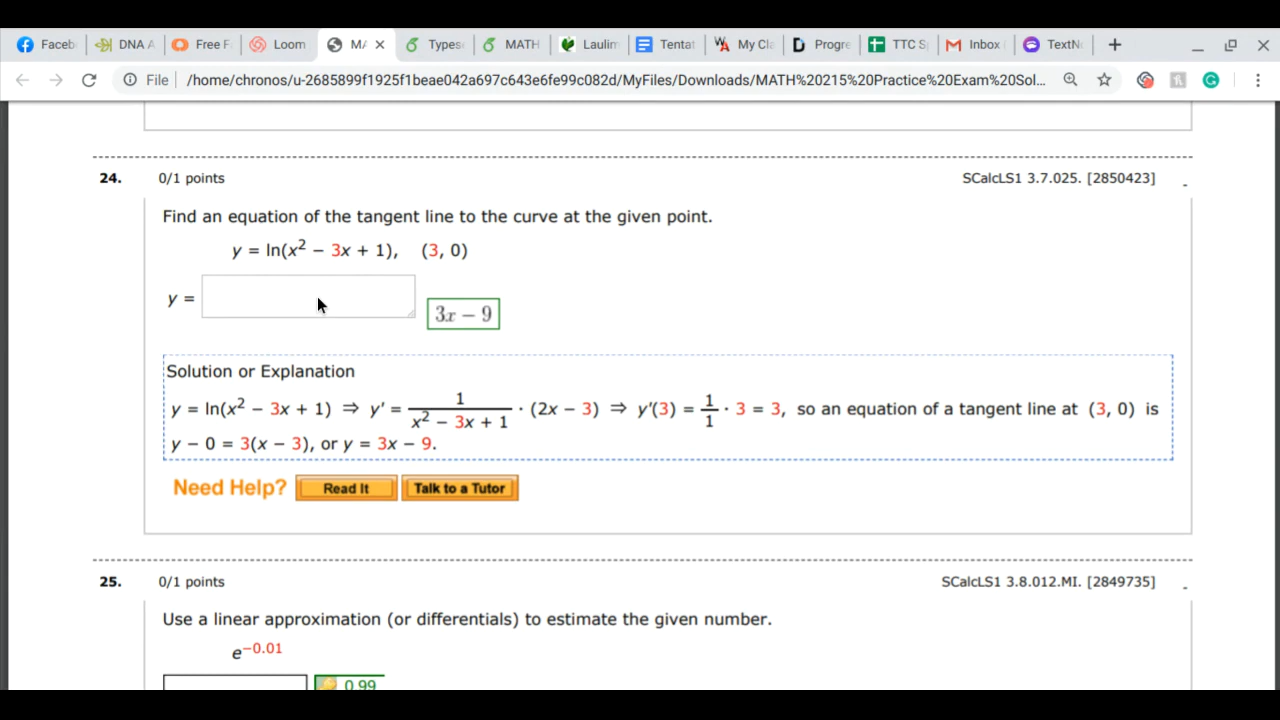 Faceb DNA A Free F Loom MA Types MATH Laulim Tentat My Cla Progre TTC S Inbox TextN
File /home/chronos/u-2685899f1925f1beae042a697c643e6fe99c082d/MyFiles/Downloads/MATH%20215%20Practice%20Exam%20Sol...
24. 0/1 points SCalcLS1 3.7.025. [2850423]
Find an equation of the tangent line to the curve at the given point.
y = ln(x² − 3x + 1), (3, 0)
y = 3x − 9
Solution or Explanation
y = ln(x² − 3x + 1) ⇒ y' = 1/(x² − 3x + 1) · (2x − 3) ⇒ y'(3) = 1/1 · 3 = 3, so an equation of a tangent line at (3, 0) is
y − 0 = 3(x − 3), or y = 3x − 9.
Need Help? Read It Talk to a Tutor
25. 0/1 points SCalcLS1 3.8.012.MI. [2849735]
Use a linear approximation (or differentials) to estimate the given number.
e^−0.01
0.99